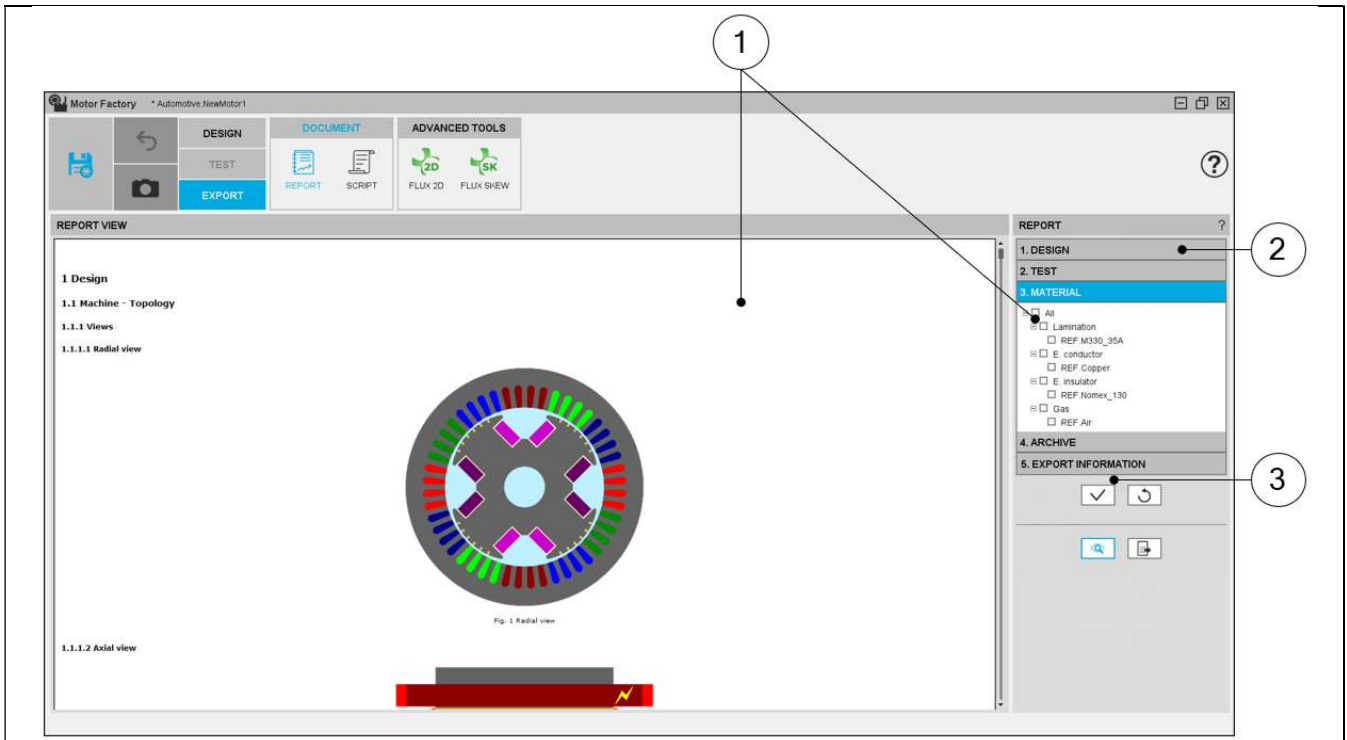 1
Motor Factory * Automotive.NewMotor1
DESIGN
TEST
EXPORT
DOCUMENT
REPORT SCRIPT
ADVANCED TOOLS
2D SK
FLUX 2D FLUX SKEW
?
REPORT VIEW
1 Design
1.1 Machine - Topology
1.1.1 Views
1.1.1.1 Radial view
Fig. 1 Radial view
1.1.1.2 Axial view
REPORT ?
1. DESIGN
2. TEST
3. MATERIAL
All
Lamination
REF.M330_35A
E. conductor
REF.Copper
E. insulator
REF.Nomex_130
Gas
REF.Air
4. ARCHIVE
5. EXPORT INFORMATION
2
3